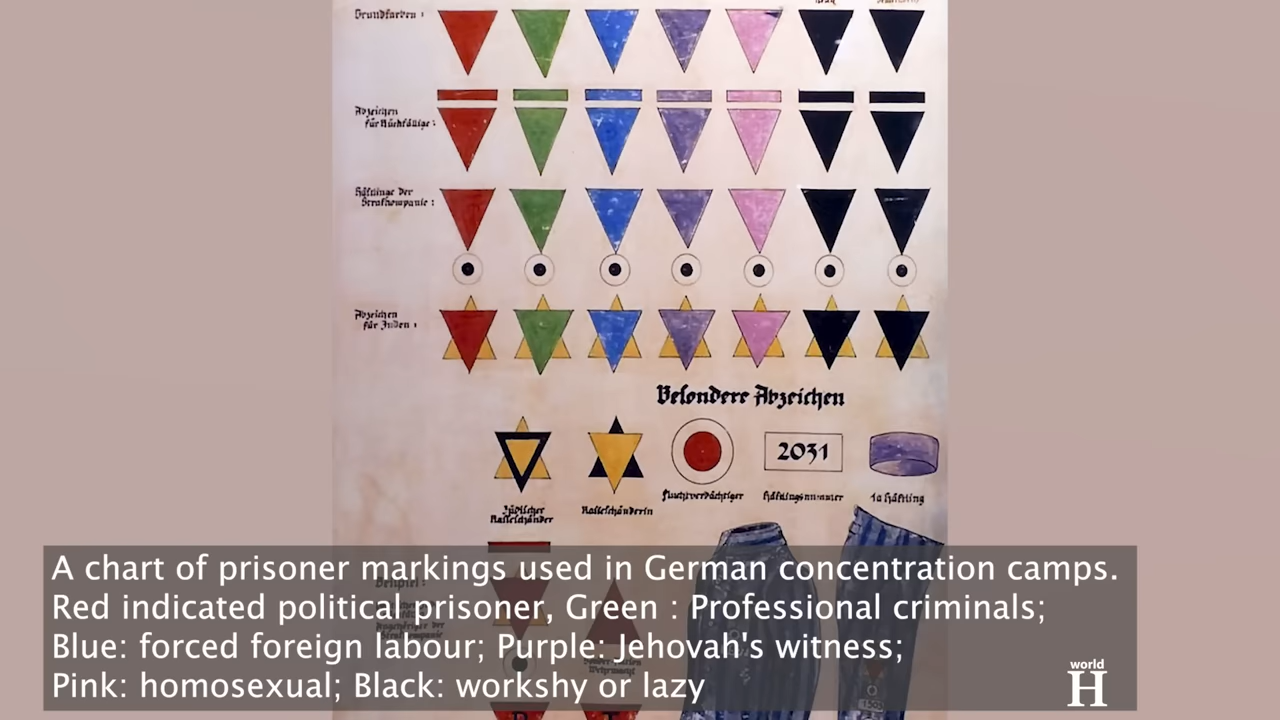 Grundfarben :
Abzeichen
für Rückfällige :
Häftlinge der
Strafkompanie :
Abzeichen
für Juden :
Besondere Abzeichen
2031
Jüdischer
Rasseschänder
Rasseschänderin
Fluchtverdächtiger
Häftlingsnummer
1a Häftling
Beispiel :
A chart of prisoner markings used in German concentration camps.
Red indicated political prisoner, Green : Professional criminals;
Blue: forced foreign labour; Purple: Jehovah's witness;
Pink: homosexual; Black: workshy or lazy
world
H